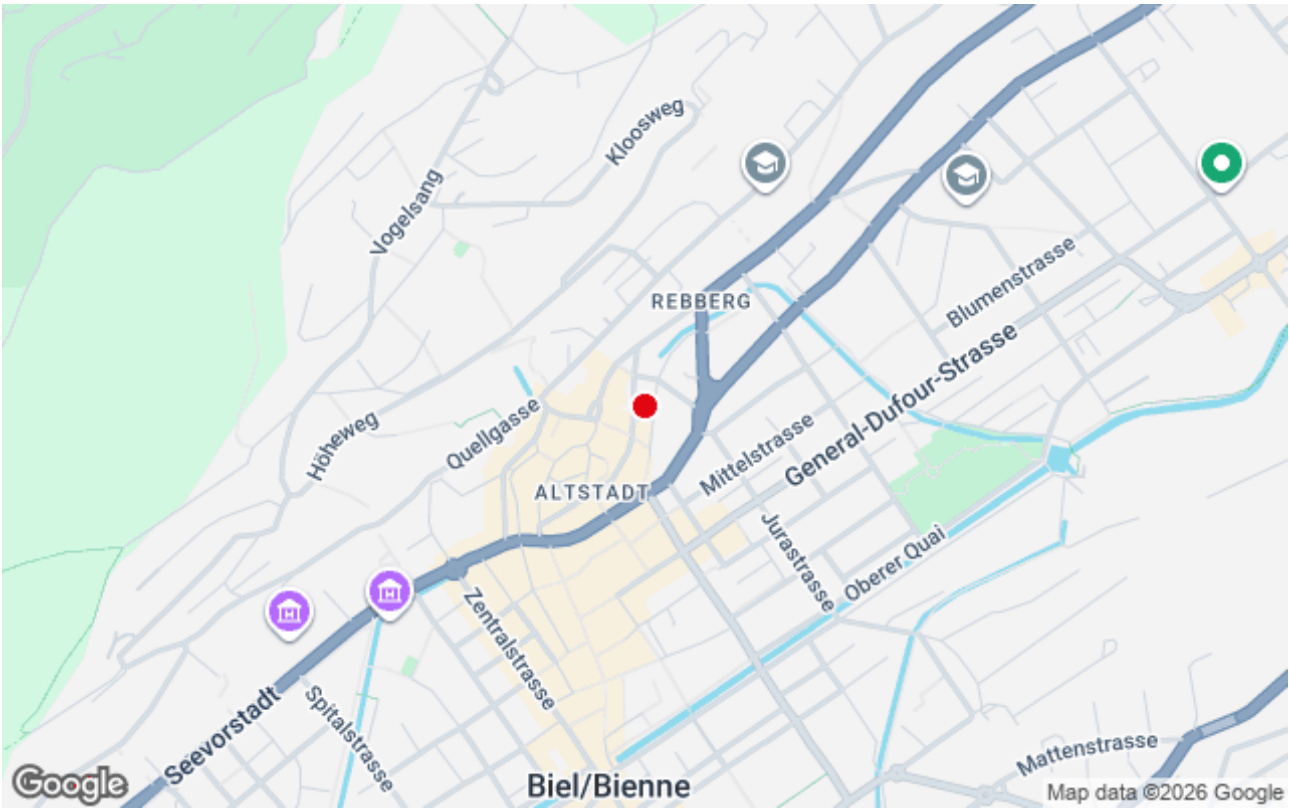 Kloosweg
Vogelsang
REBBERG
Blumenstrasse
General-Dufour-Strasse
Höheweg
Quellgasse
Mittelstrasse
ALTSTADT
Jurastrasse
Oberer Quai
Zentralstrasse
Seevorstadt
Spitalstrasse
Mattenstrasse
Biel/Bienne
Google
Map data ©2026 Google